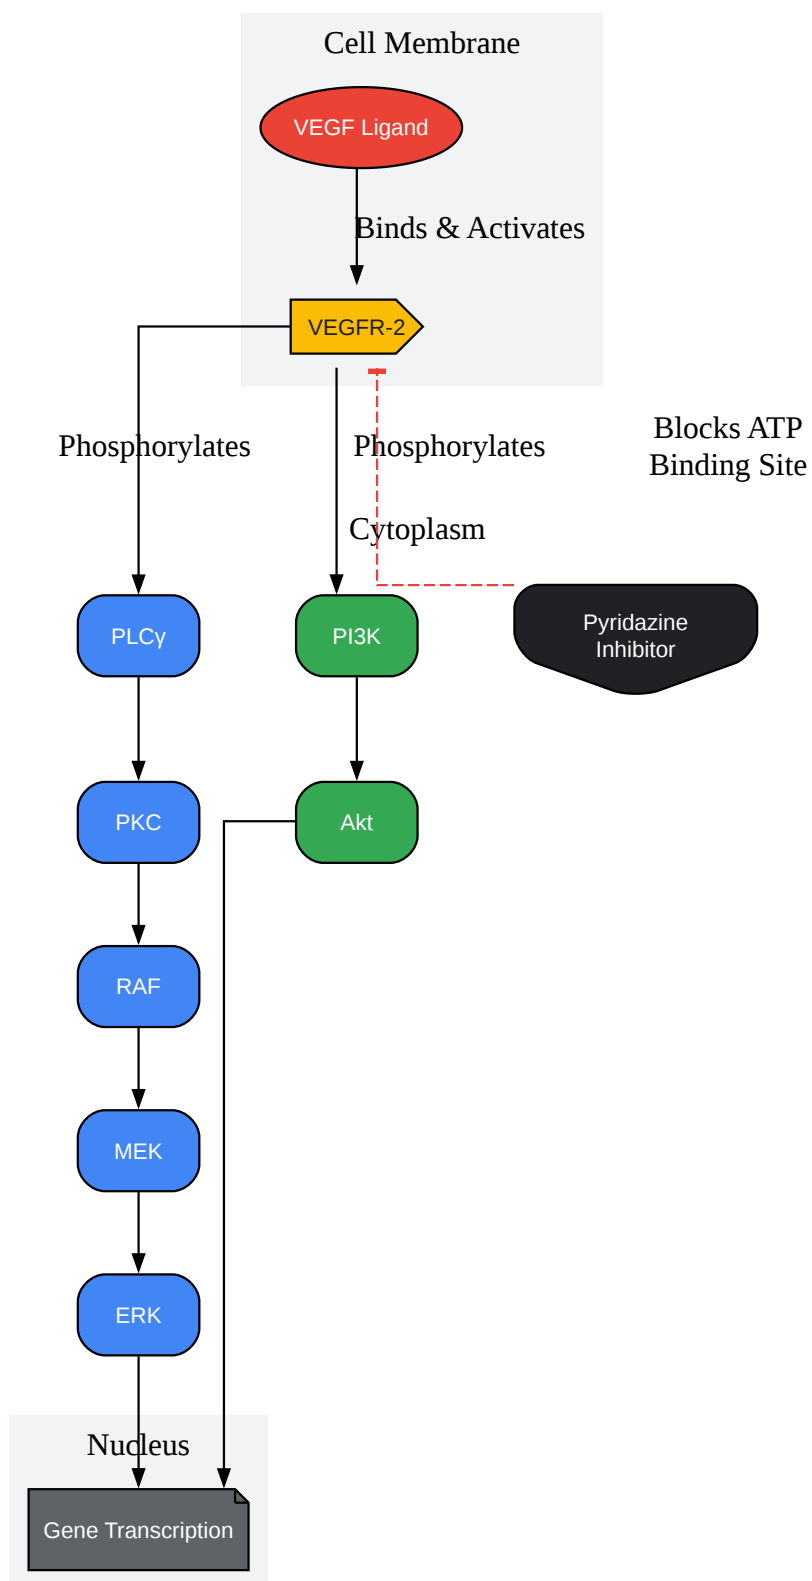 Cell Membrane
VEGF Ligand
Binds & Activates
VEGFR-2
Phosphorylates
Phosphorylates
Blocks ATP
Binding Site
Cytoplasm
PLCγ
PI3K
Pyridazine
Inhibitor
PKC
Akt
RAF
MEK
ERK
Nucleus
Gene Transcription